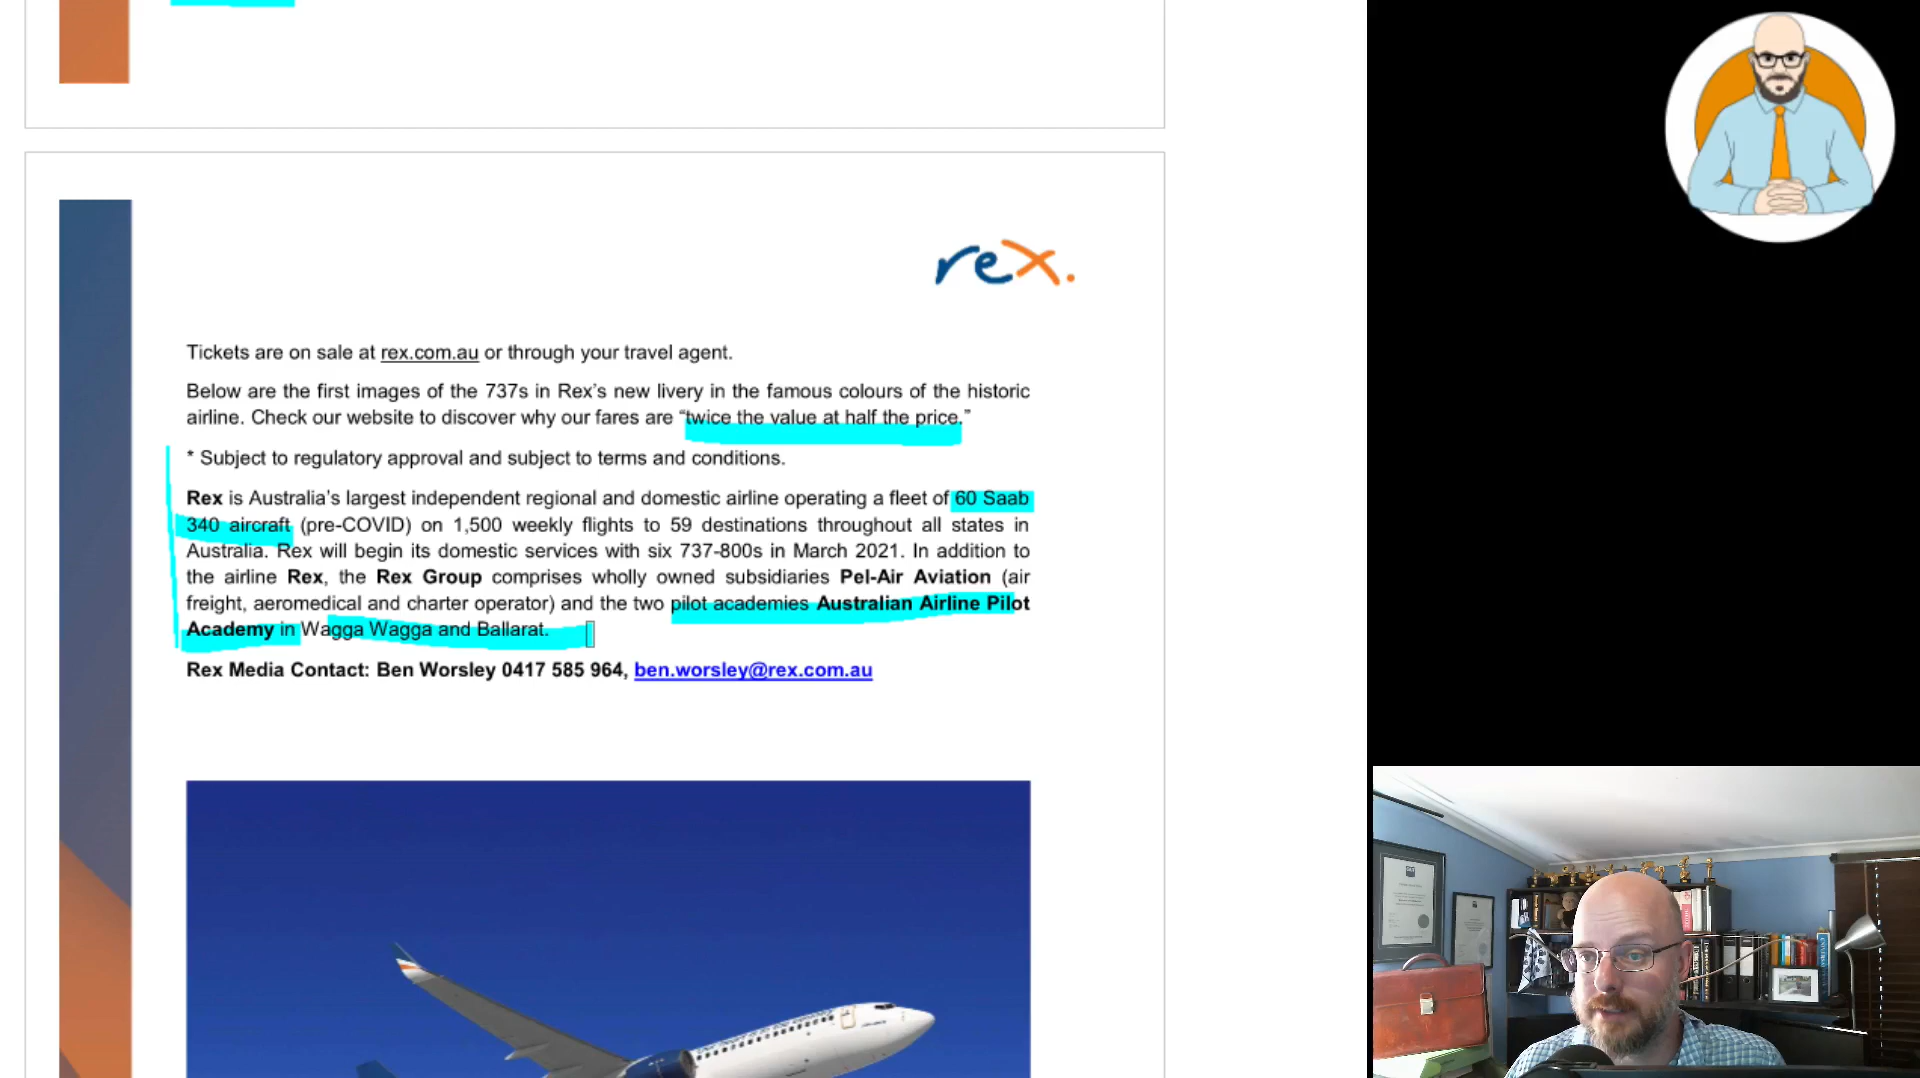 rex.
Tickets are on sale at rex.com.au or through your travel agent.
Below are the first images of the 737s in Rex’s new livery in the famous colours of the historic
airline. Check our website to discover why our fares are “twice the value at half the price.”
* Subject to regulatory approval and subject to terms and conditions.
Rex is Australia’s largest independent regional and domestic airline operating a fleet of 60 Saab
340 aircraft (pre-COVID) on 1,500 weekly flights to 59 destinations throughout all states in
Australia. Rex will begin its domestic services with six 737-800s in March 2021. In addition to
the airline Rex, the Rex Group comprises wholly owned subsidiaries Pel-Air Aviation (air
freight, aeromedical and charter operator) and the two pilot academies Australian Airline Pilot
Academy in Wagga Wagga and Ballarat.
Rex Media Contact: Ben Worsley 0417 585 964, ben.worsley@rex.com.au